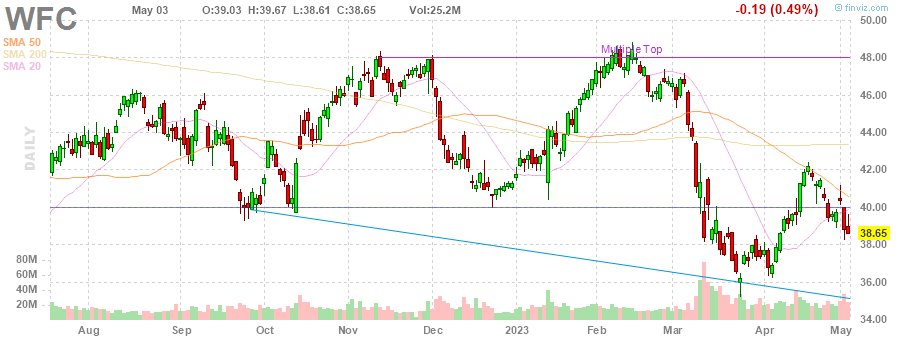 WFC May 03 O:39.03 H:39.67 L:38.61 C:38.65 Vol:25.2M -0.19 (0.49%) © finviz.com
SMA 50
SMA 200
SMA 20
Multiple Top
DAILY
50.00
48.00
46.00
44.00
42.00
40.00
38.65
38.00
36.00
34.00
80M
60M
40M
20M
Aug Sep Oct Nov Dec 2023 Feb Mar Apr May